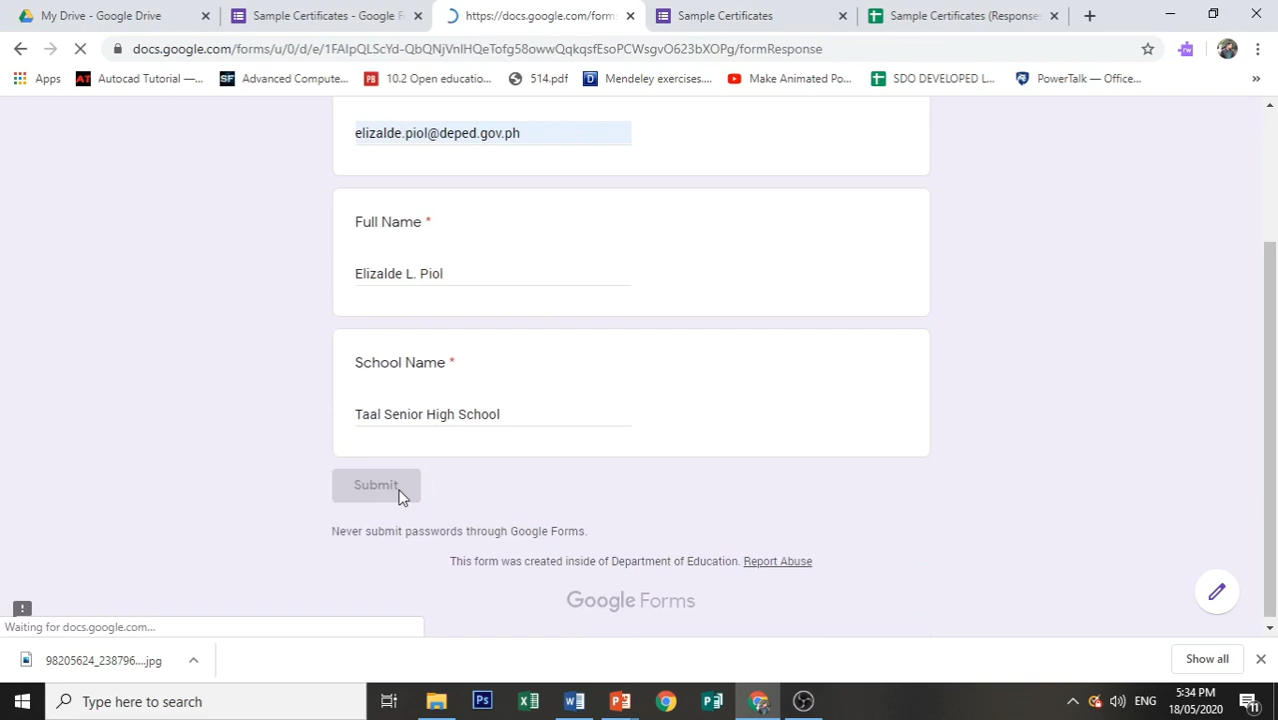 My Drive - Google Drive
Sample Certificates - Google
https://docs.google.com/form
Sample Certificates
Sample Certificates (Response
docs.google.com/forms/u/0/d/e/1FAIpQLScYd-QbQNjVnIHQeTofg58owwQqkqsfEsoPCWsgvO623bXOPg/formResponse
Apps
Autocad Tutorial —...
Advanced Compute...
10.2 Open educatio...
514.pdf
Mendeley exercises....
Make Animated Po...
SDO DEVELOPED L...
PowerTalk — Office...
elizalde.piol@deped.gov.ph
Full Name *
Elizalde L. Piol
School Name *
Taal Senior High School
Submit
Never submit passwords through Google Forms.
This form was created inside of Department of Education. Report Abuse
Google Forms
Waiting for docs.google.com...
98205624_238796....jpg
Show all
Type here to search
ENG
5:34 PM
18/05/2020